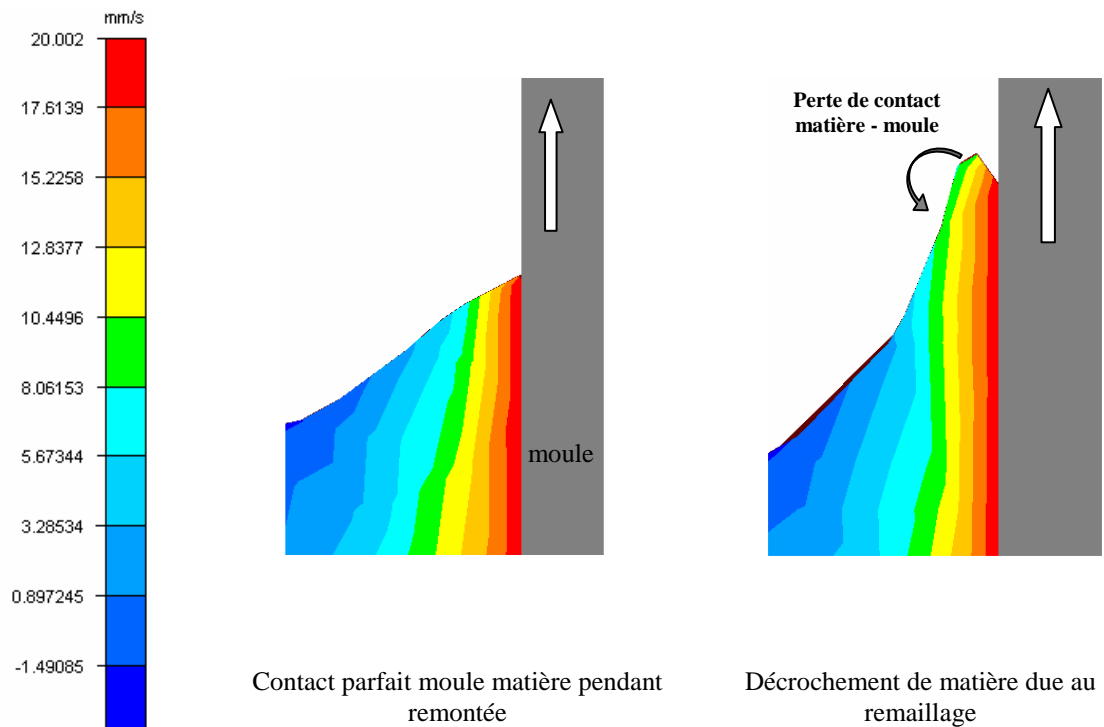 mm/s
20.002
17.6139
15.2258
12.8377
10.4496
8.06153
5.67344
3.28534
0.897245
-1.49085
moule
Perte de contact
matière - moule
Contact parfait moule matière pendant
remontée
Décrochement de matière due au
remaillage